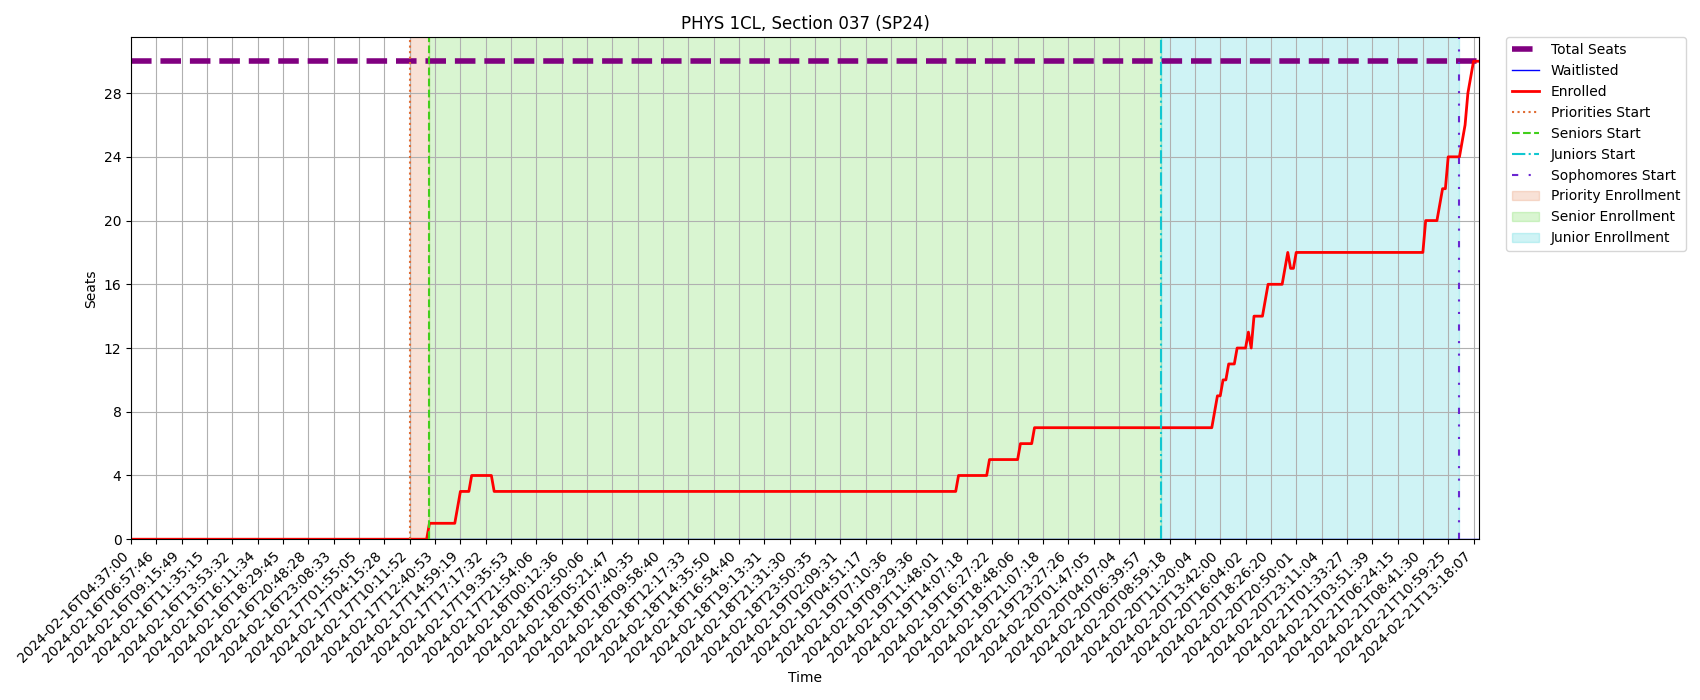 PHYS 1CL, Section 037 (SP24)
Total Seats
Waitlisted
Enrolled
Priorities Start
Seniors Start
Juniors Start
Sophomores Start
Priority Enrollment
Senior Enrollment
Junior Enrollment
Seats
28
24
20
16
12
8
4
0
2024-02-16T04:37:00
2024-02-16T06:57:46
2024-02-16T09:15:49
2024-02-16T11:35:15
2024-02-16T13:53:32
2024-02-16T16:11:34
2024-02-16T18:29:45
2024-02-16T20:48:28
2024-02-16T23:08:33
2024-02-17T01:55:05
2024-02-17T04:15:28
2024-02-17T10:11:52
2024-02-17T12:40:53
2024-02-17T14:59:19
2024-02-17T17:17:32
2024-02-17T19:35:53
2024-02-17T21:54:06
2024-02-18T00:12:36
2024-02-18T02:50:06
2024-02-18T05:21:47
2024-02-18T07:40:35
2024-02-18T09:58:40
2024-02-18T12:17:33
2024-02-18T14:35:50
2024-02-18T16:54:40
2024-02-18T19:13:31
2024-02-18T21:31:30
2024-02-18T23:50:35
2024-02-19T02:09:31
2024-02-19T04:51:17
2024-02-19T07:10:36
2024-02-19T09:29:36
2024-02-19T11:48:01
2024-02-19T14:07:18
2024-02-19T16:27:22
2024-02-19T18:48:06
2024-02-19T21:07:18
2024-02-19T23:27:26
2024-02-20T01:47:05
2024-02-20T04:07:04
2024-02-20T06:39:57
2024-02-20T08:59:18
2024-02-20T11:20:04
2024-02-20T13:42:00
2024-02-20T16:04:02
2024-02-20T18:26:20
2024-02-20T20:50:01
2024-02-20T23:11:04
2024-02-21T01:33:27
2024-02-21T03:51:39
2024-02-21T06:24:15
2024-02-21T08:41:30
2024-02-21T10:59:25
2024-02-21T13:18:07
Time